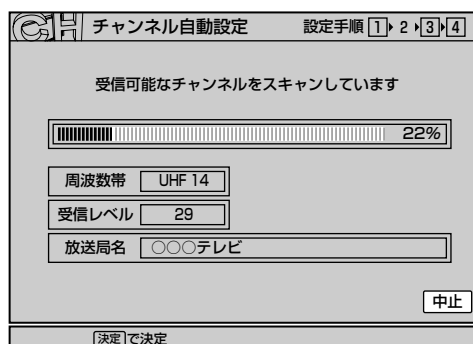 CH チャンネル自動設定 設定手順 1 2 3 4
受信可能なチャンネルをスキャンしています
22%
周波数帯 UHF 14
受信レベル 29
放送局名 ○○○テレビ
中止
決定で決定